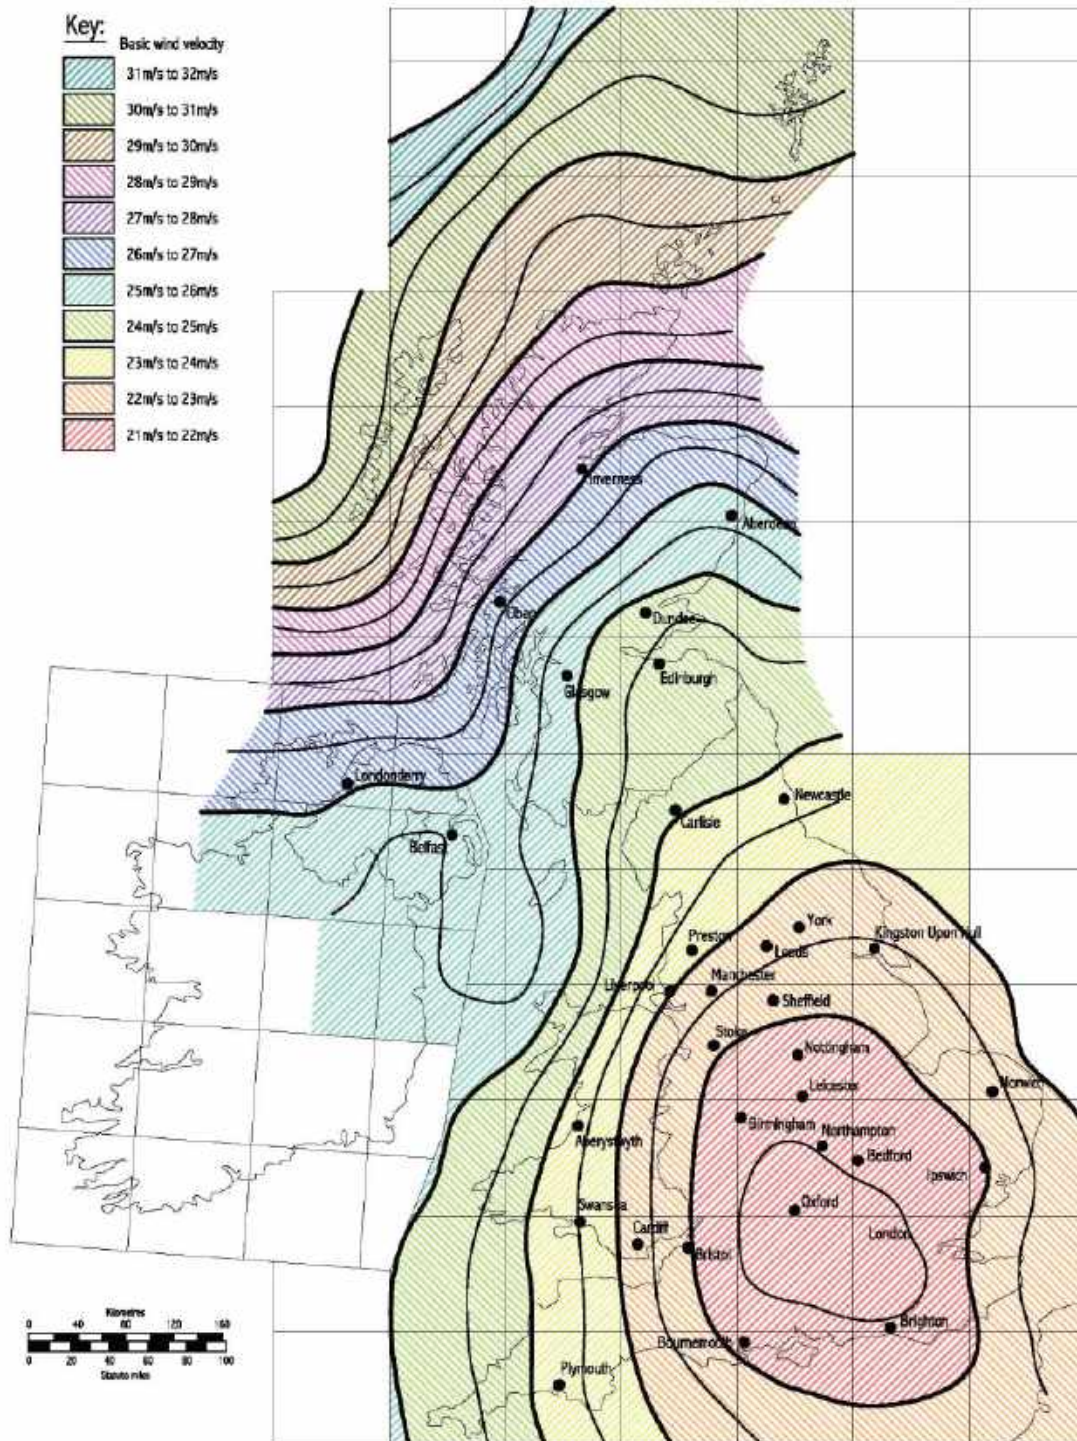 Key:
Basic wind velocity
31m/s to 32m/s
30m/s to 31m/s
29m/s to 30m/s
28m/s to 29m/s
27m/s to 28m/s
26m/s to 27m/s
25m/s to 26m/s
24m/s to 25m/s
23m/s to 24m/s
22m/s to 23m/s
21m/s to 22m/s
Inverness
Aberdeen
Oban
Dundee
Edinburgh
Glasgow
Londonderry
Newcastle
Carlisle
Belfast
York
Kingston Upon Hull
Preston
Leeds
Liverpool
Manchester
Sheffield
Stoke
Nottingham
Leicester
Norwich
Birmingham
Aberystwyth
Northampton
Bedford
Ipswich
Swansea
Oxford
Cardiff
London
Bristol
Brighton
Bournemouth
Plymouth
Kilometres
0 40 80 120 160
0 20 40 60 80 100
Statute miles